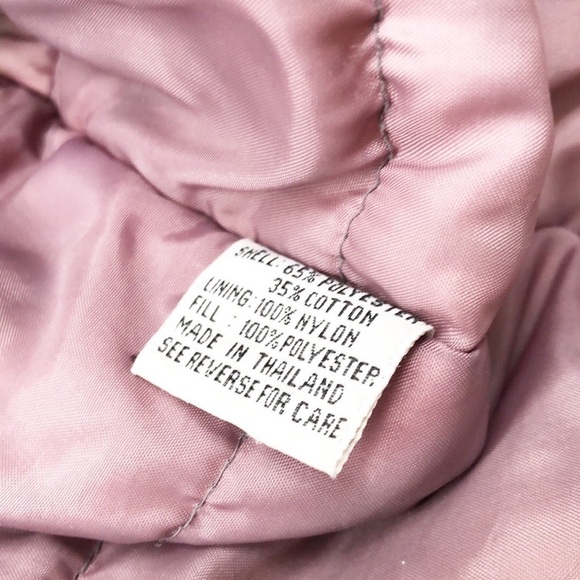 SHELL: 65% POLYESTER
35% COTTON
LINING: 100% NYLON
FILL : 100% POLYESTER
MADE IN THAILAND
SEE REVERSE FOR CARE